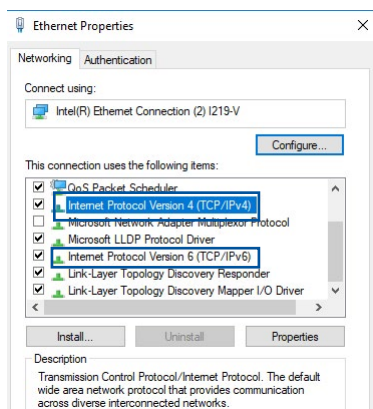 Ethernet Properties
Networking Authentication
Connect using:
Intel(R) Ethernet Connection (2) I219-V
Configure...
This connection uses the following items:
QoS Packet Scheduler
Internet Protocol Version 4 (TCP/IPv4)
Microsoft Network Adapter Multiplexor Protocol
Microsoft LLDP Protocol Driver
Internet Protocol Version 6 (TCP/IPv6)
Link-Layer Topology Discovery Responder
Link-Layer Topology Discovery Mapper I/O Driver
Install... Uninstall Properties
Description
Transmission Control Protocol/Internet Protocol. The default
wide area network protocol that provides communication
across diverse interconnected networks.